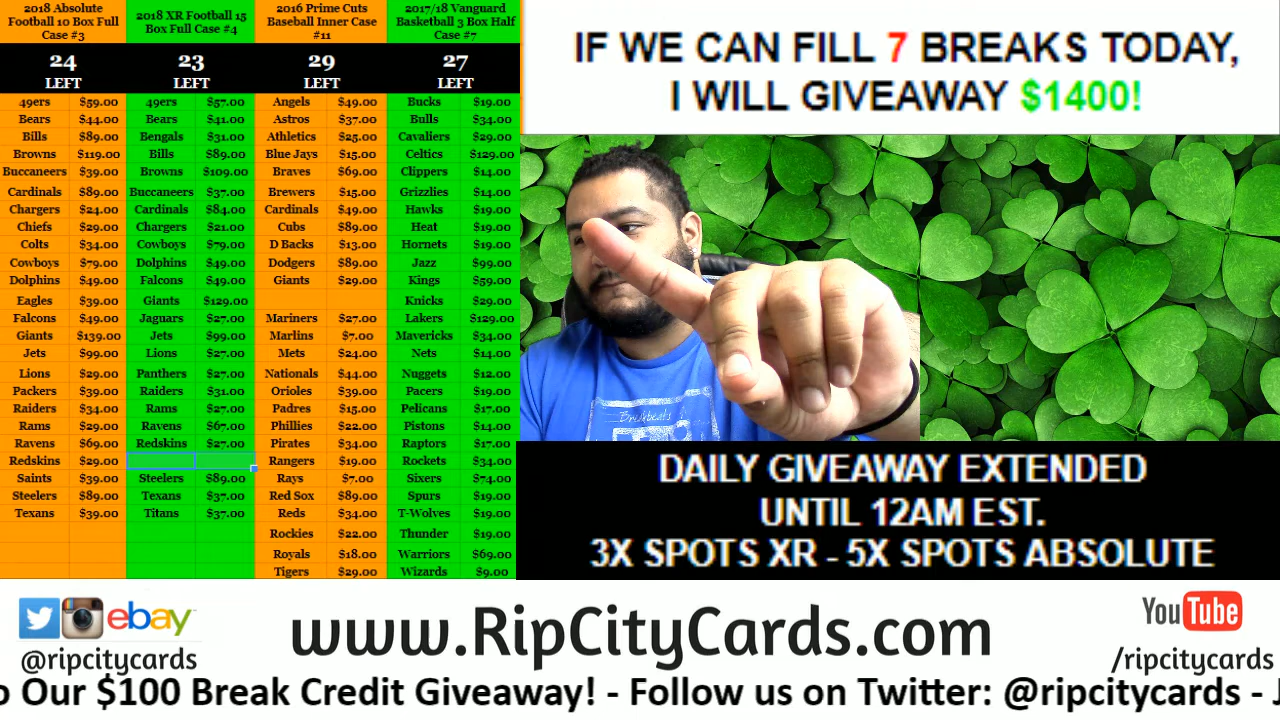 2018 Absolute
Football 10 Box Full
Case #3
24
LEFT
49ers $59.00
Bears $44.00
Bills $89.00
Browns $119.00
Buccaneers $39.00
Cardinals $89.00
Chargers $24.00
Chiefs $29.00
Colts $34.00
Cowboys $79.00
Dolphins $49.00
Eagles $39.00
Falcons $49.00
Giants $139.00
Jets $99.00
Lions $29.00
Packers $39.00
Raiders $34.00
Rams $29.00
Ravens $69.00
Redskins $29.00
Saints $39.00
Steelers $89.00
Texans $39.00
2018 XR Football 15
Box Full Case #4
23
LEFT
49ers $57.00
Bears $41.00
Bengals $31.00
Bills $89.00
Browns $109.00
Buccaneers $37.00
Cardinals $84.00
Chargers $21.00
Cowboys $79.00
Dolphins $49.00
Falcons $49.00
Giants $129.00
Jaguars $27.00
Jets $99.00
Lions $27.00
Panthers $27.00
Raiders $31.00
Rams $27.00
Ravens $67.00
Redskins $27.00
Steelers $89.00
Texans $37.00
Titans $37.00
2016 Prime Cuts
Baseball Inner Case
#11
29
LEFT
Angels $49.00
Astros $37.00
Athletics $25.00
Blue Jays $15.00
Braves $69.00
Brewers $15.00
Cardinals $49.00
Cubs $89.00
D Backs $13.00
Dodgers $89.00
Giants $29.00
Mariners $27.00
Marlins $7.00
Mets $24.00
Nationals $44.00
Orioles $39.00
Padres $15.00
Phillies $22.00
Pirates $34.00
Rangers $19.00
Rays $7.00
Red Sox $89.00
Reds $34.00
Rockies $22.00
Royals $18.00
Tigers $29.00
2017/18 Vanguard
Basketball 3 Box Half
Case #7
27
LEFT
Bucks $19.00
Bulls $34.00
Cavaliers $29.00
Celtics $129.00
Clippers $14.00
Grizzlies $14.00
Hawks $19.00
Heat $19.00
Hornets $19.00
Jazz $99.00
Kings $59.00
Knicks $29.00
Lakers $129.00
Mavericks $34.00
Nets $14.00
Nuggets $12.00
Pacers $19.00
Pelicans $17.00
Pistons $14.00
Raptors $17.00
Rockets $34.00
Sixers $74.00
Spurs $19.00
T-Wolves $19.00
Thunder $19.00
Warriors $69.00
Wizards $9.00
IF WE CAN FILL 7 BREAKS TODAY,
I WILL GIVEAWAY $1400!
DAILY GIVEAWAY EXTENDED
UNTIL 12AM EST.
3X SPOTS XR - 5X SPOTS ABSOLUTE
ebay
@ripcitycards
www.RipCityCards.com
YouTube
/ripcitycards
o Our $100 Break Credit Giveaway! - Follow us on Twitter: @ripcitycards - J